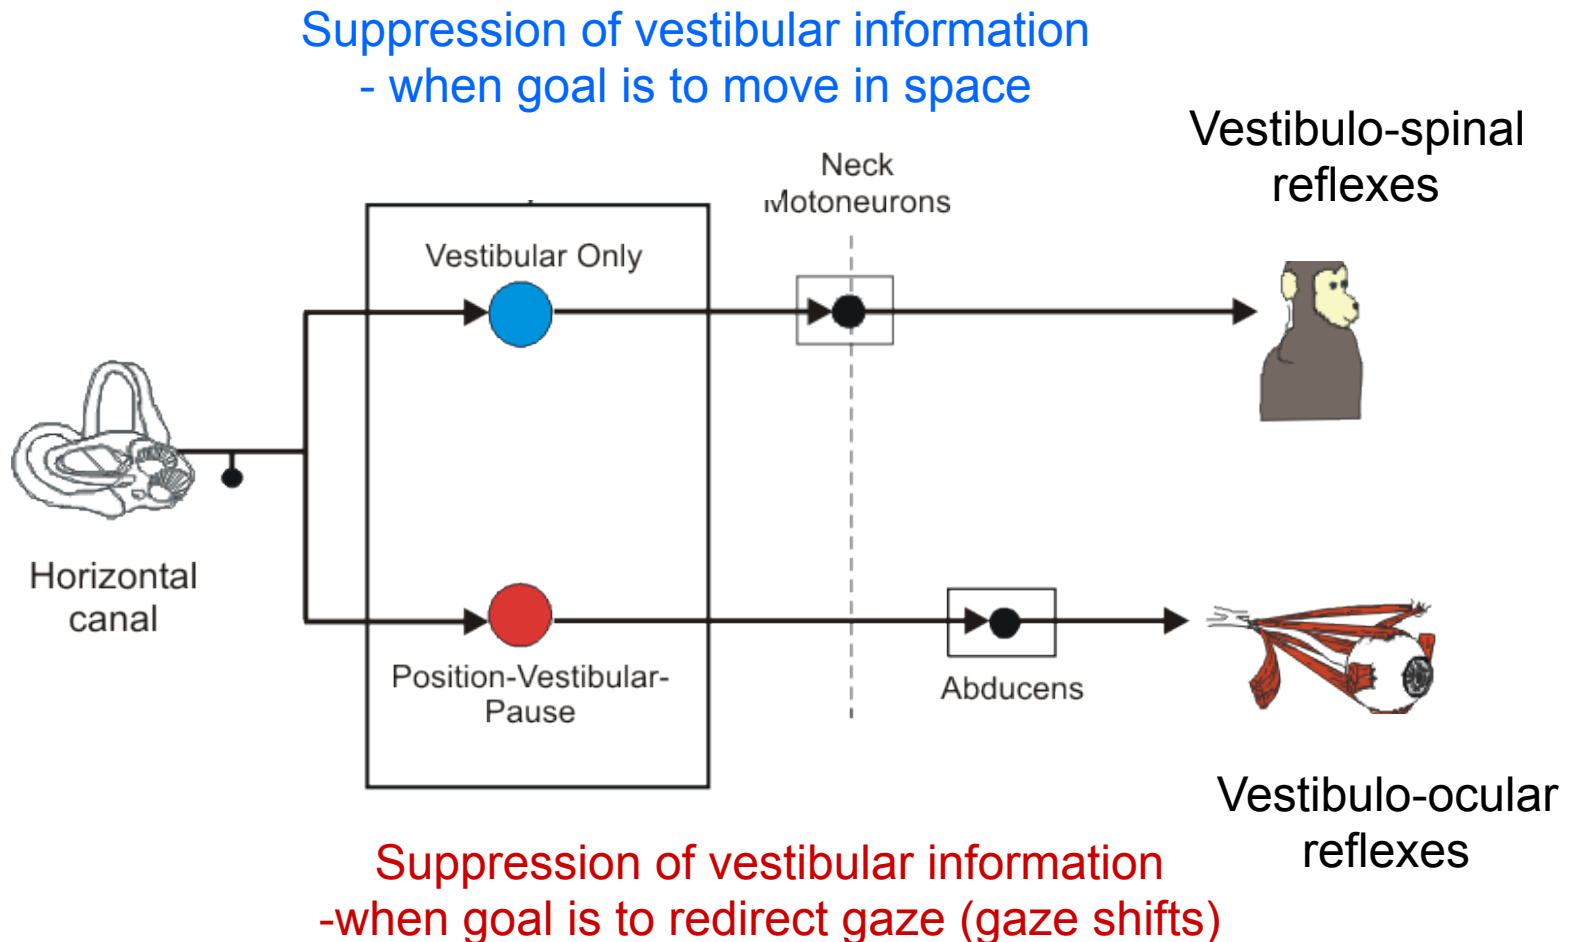 Suppression of vestibular information
- when goal is to move in space
Vestibulo-spinal
reflexes
Neck
Motoneurons
Vestibular Only
Horizontal
canal
Position-Vestibular-
Pause
Abducens
Vestibulo-ocular
reflexes
Suppression of vestibular information
-when goal is to redirect gaze (gaze shifts)